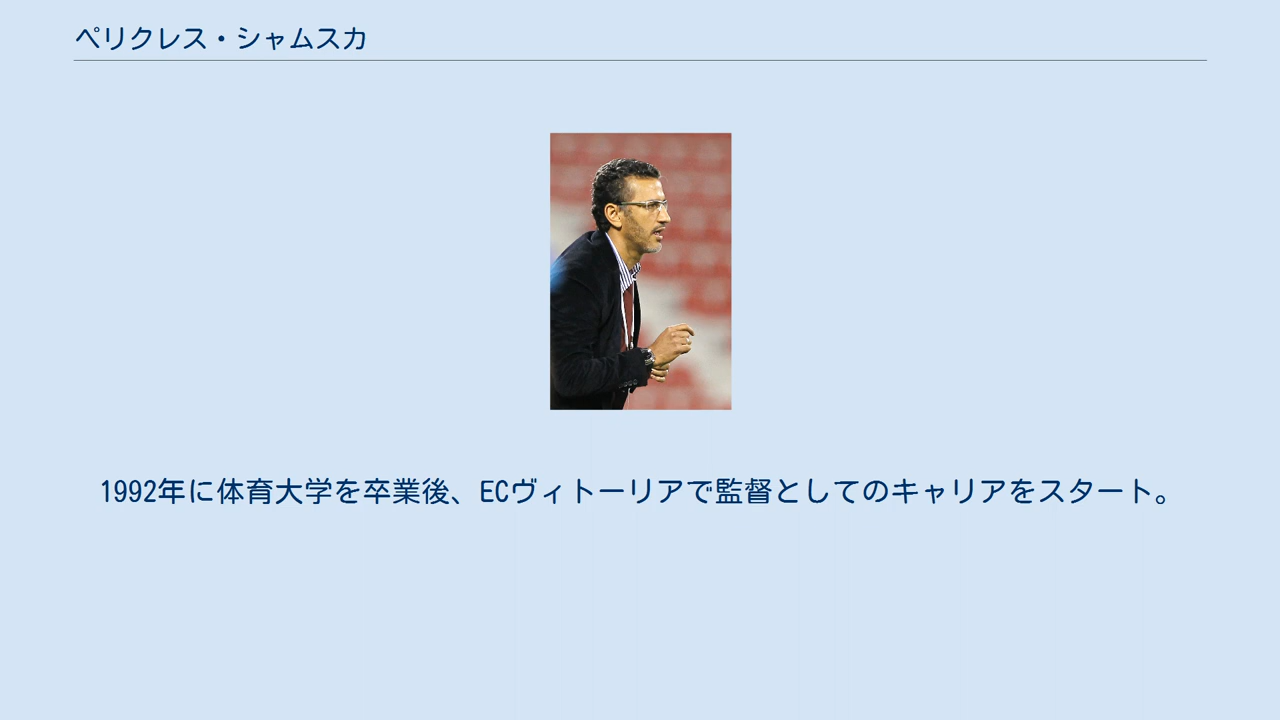 ペリクレス・シャムスカ
1992年に体育大学を卒業後、ECヴィトーリアで監督としてのキャリアをスタート。